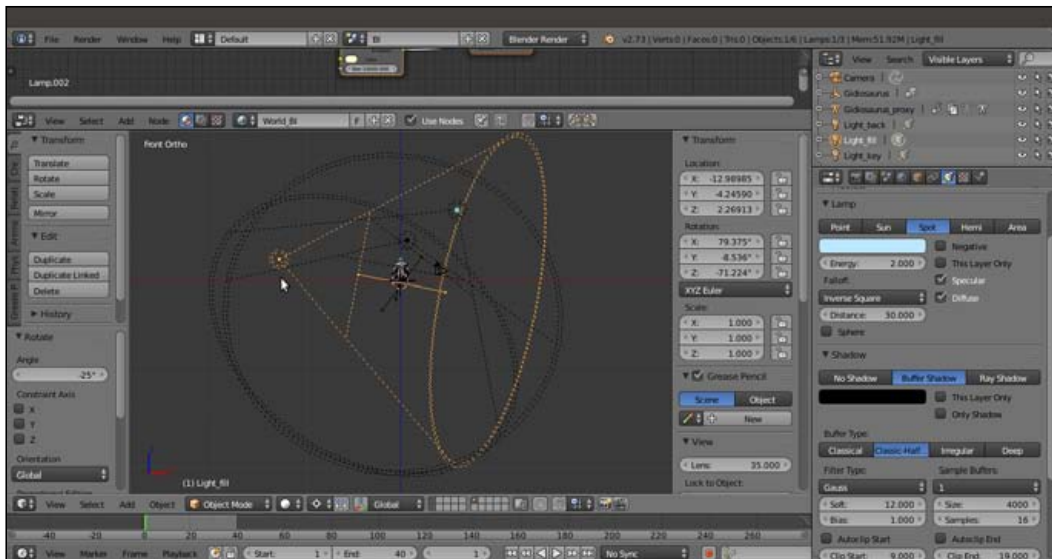 File Render Window Help Default BI Blender Render v2.73 | Verts:0 | Faces:0 | Tris:0 | Objects:1/6 | Lamps:1/3 | Mem:51.92M | Light_fill
Lamp.002
View Select Add Node World_BI F Use Nodes
Front Ortho
(1) Light_fill
Transform
Translate
Rotate
Scale
Mirror
Edit
Duplicate
Duplicate Linked
Delete
History
Rotate
Angle
-25°
Constraint Axis
X
Y
Z
Orientation
Global
Transform
Location:
X: -12.98985
Y: -4.24590
Z: 2.26913
Rotation:
X: 79.375°
Y: -8.536°
Z: -71.224°
XYZ Euler
Scale:
X: 1.000
Y: 1.000
Z: 1.000
Grease Pencil
Scene Object
New
View
Lens: 35.000
Lock to Object:
View Search Visible Layers
Camera
Gidiosaurus
Gidiosaurus_proxy
Light_back
Light_fill
Light_key
Lamp
Point Sun Spot Hemi Area
Negative
Energy: 2.000 This Layer Only
Falloff: Specular
Inverse Square Diffuse
Distance: 30.000
Sphere
Shadow
No Shadow Buffer Shadow Ray Shadow
This Layer Only
Only Shadow
Buffer Type:
Classical Classic-Half Irregular Deep
Filter Type: Sample Buffers:
Gauss 1
Soft: 12.000 Size: 4000
Bias: 1.000 Samples: 16
Autoclip Start Autoclip End
Clip Start: 9.000 Clip End: 19.000
View Select Add Object Object Mode Global
-40 -20 0 20 40 60 80 100 120 140 160 180 200 220 240 260
View Marker Frame Playback Start: 1 End: 40 1 No Sync